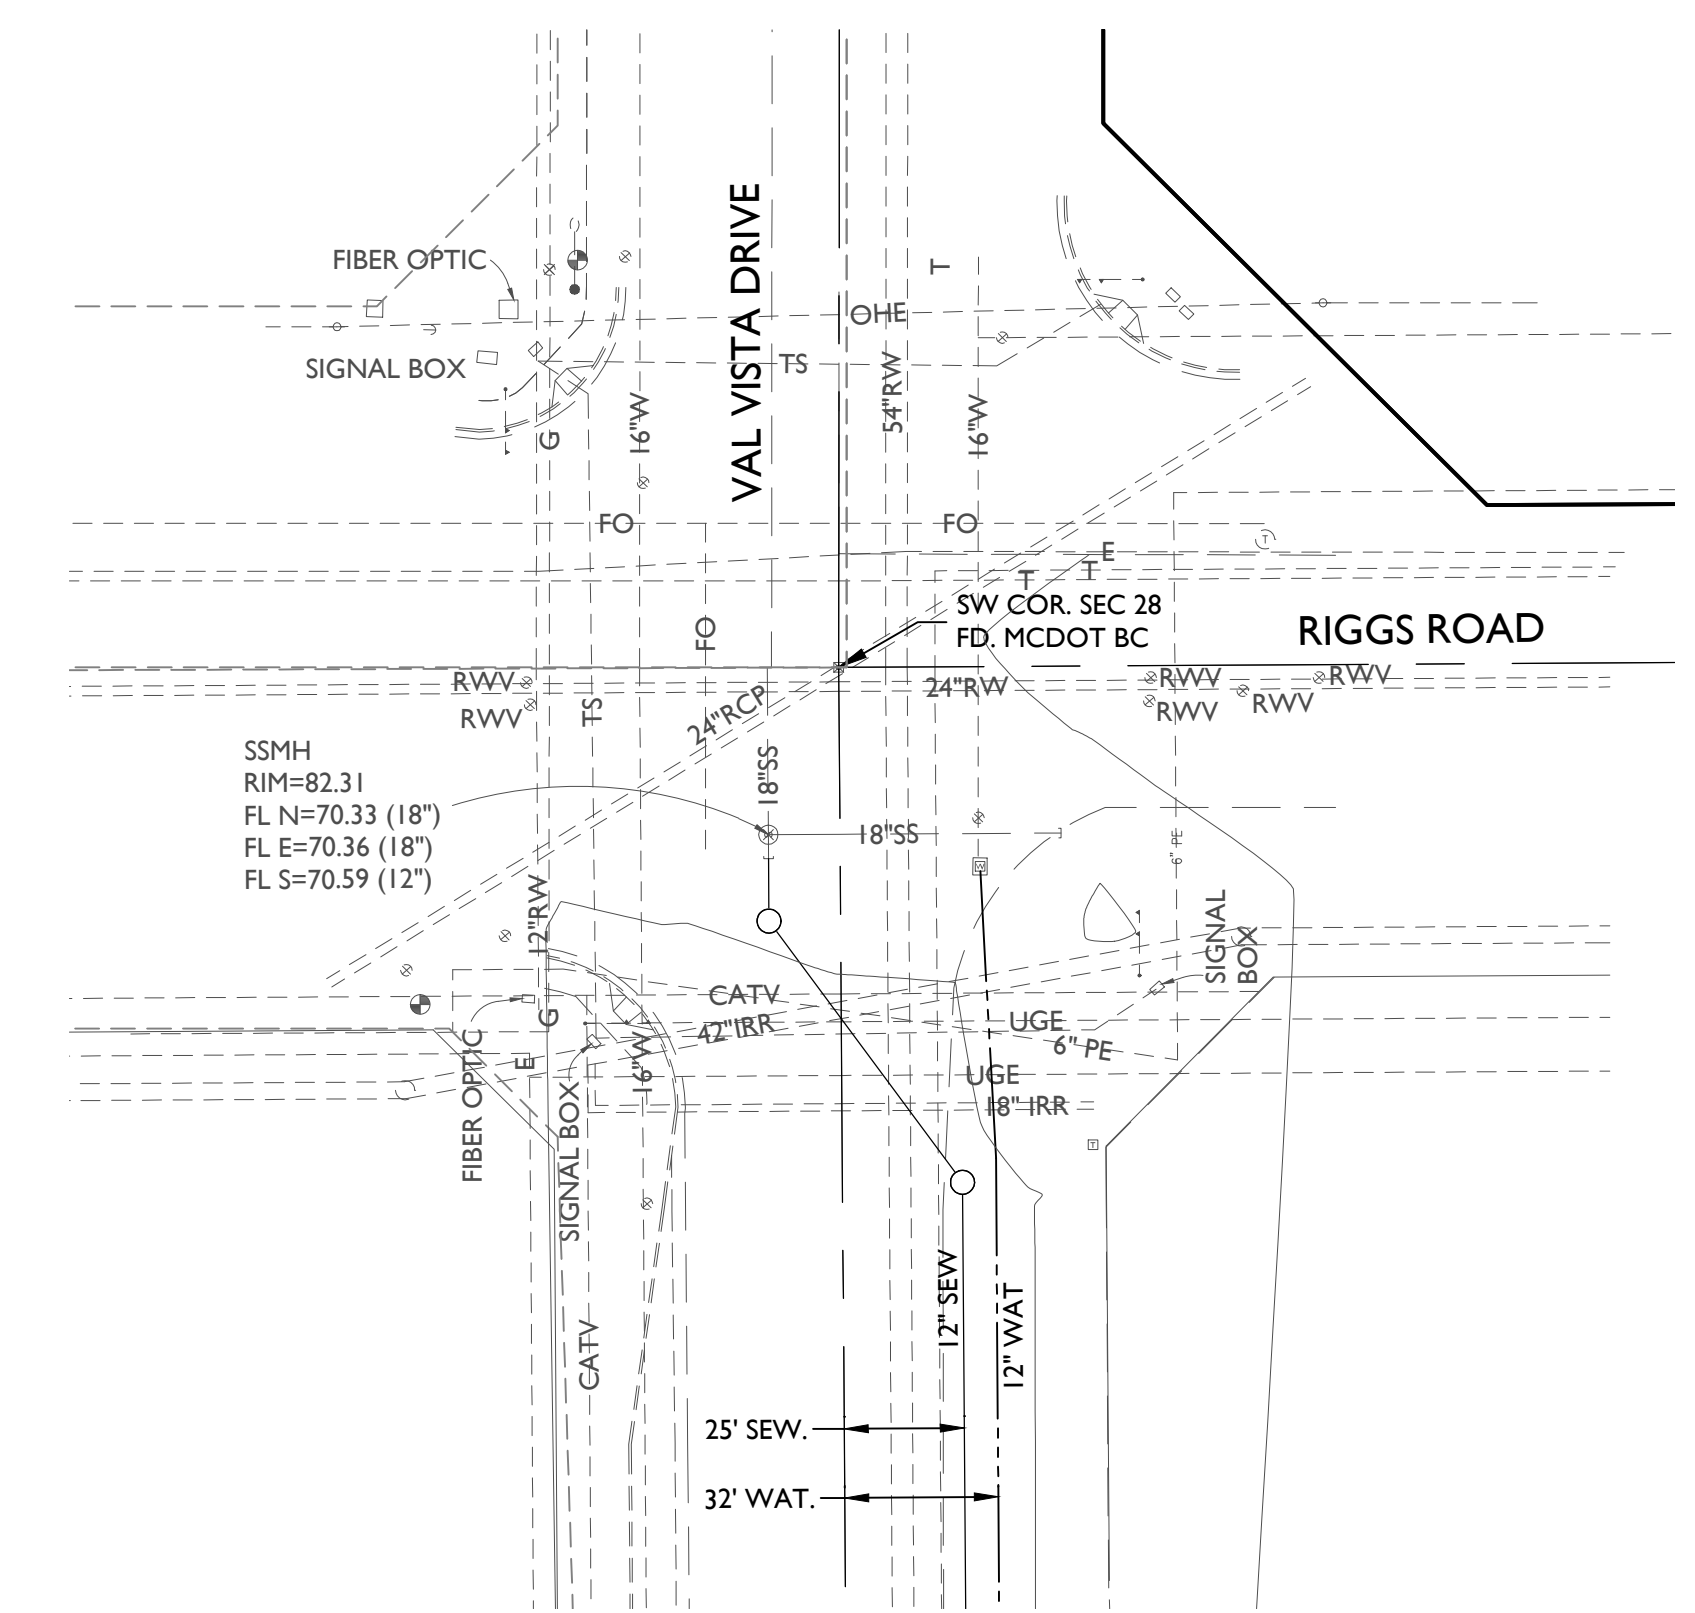 VAL VISTA DRIVE
FIBER OPTIC
T
OHE
SIGNAL BOX
TS
54"RW
G
16"W
16"W
FO
FO
T
E
T
T
SW COR. SEC 28
FD. MCDOT BC
RIGGS ROAD
FO
RWV
24"RW
RWV
RWV
RWV
TS
24"RCP
RWV
RWV
SSMH
RIM=82.31
FL N=70.33 (18")
FL E=70.36 (18")
FL S=70.59 (12")
18"SS
18"SS
6" PE
W
12"RW
SIGNAL
BOX
CATV
G
42"IRR
UGE
6" PE
E
16"W
UGE
18" IRR
FIBER OPTIC
SIGNAL BOX
T
12" SEW
12" WAT
CATV
25' SEW.
32' WAT.